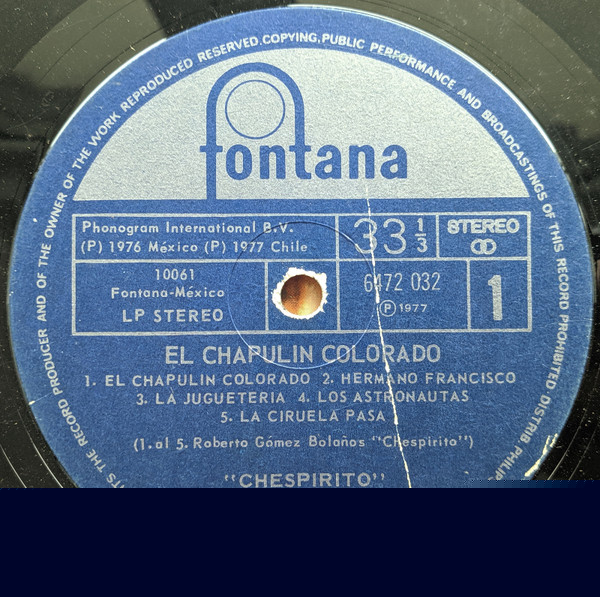 NTS THE RECORD PRODUCER AND OF THE OWNER OF THE WORK REPRODUCED RESERVED.COPYING,PUBLIC PERFORMANCE AND BROADCASTINGS OF THIS RECORD PROHIBITED DISTRIB. PHILIP
fontana
Phonogram International B.V.
(P) 1976 México (P) 1977 Chile
33 1/3
STEREO
10061
Fontana-México
LP STEREO
6472 032
Ⓟ 1977
1
EL CHAPULIN COLORADO
1. EL CHAPULIN COLORADO 2. HERMANO FRANCISCO
3. LA JUGUETERIA 4. LOS ASTRONAUTAS
5. LA CIRUELA PASA
(1. al 5. Roberto Gómez Bolaños "Chespirito")
"CHESPIRITO"